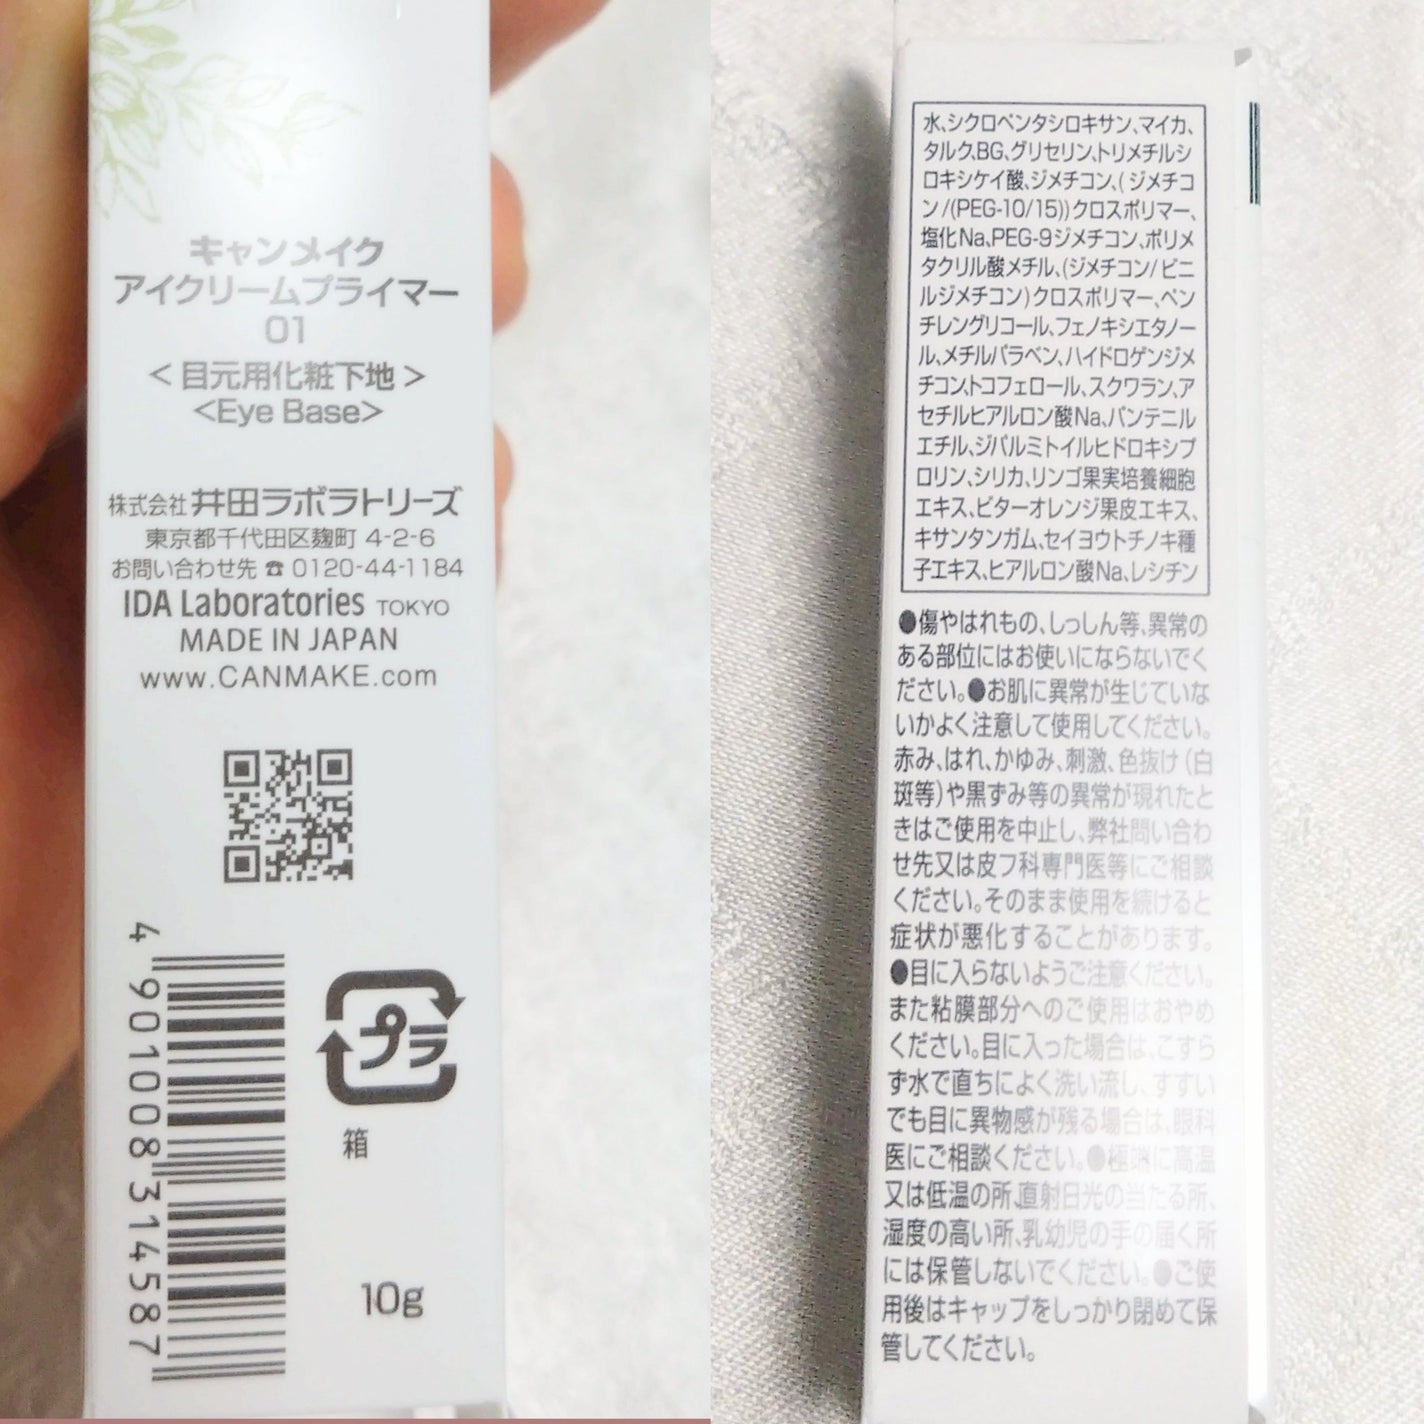 キャンメイク
アイクリームプライマー
01
＜目元用化粧下地＞
<Eye Base>
株式会社 井田ラボラトリーズ
東京都千代田区麹町 4-2-6
お問い合わせ先 ☎ 0120-44-1184
IDA Laboratories TOKYO
MADE IN JAPAN
www.CANMAKE.com
4901008314587
プラ
箱
10g
水、シクロペンタシロキサン、マイカ、
タルク、BG、グリセリン、トリメチルシ
ロキシケイ酸、ジメチコン、(ジメチコ
ン/(PEG-10/15))クロスポリマー、
塩化Na、PEG-9ジメチコン、ポリメ
タクリル酸メチル、(ジメチコン/ビニ
ルジメチコン)クロスポリマー、ペン
チレングリコール、フェノキシエタノー
ル、メチルパラベン、ハイドロゲンジメ
チコン、トコフェロール、スクワラン、ア
セチルヒアルロン酸Na、パンテニル
エチル、ジパルミトイルヒドロキシプ
ロリン、シリカ、リンゴ果実培養細胞
エキス、ビターオレンジ果皮エキス、
キサンタンガム、セイヨウトチノキ種
子エキス、ヒアルロン酸Na、レシチン
●傷やはれもの、しっしん等、異常の
ある部位にはお使いにならないでく
ださい。●お肌に異常が生じていな
いかよく注意して使用してください。
赤み、はれ、かゆみ、刺激、色抜け(白
斑等)や黒ずみ等の異常が現れたと
きはご使用を中止し、弊社問い合わ
せ先又は皮フ科専門医等にご相談
ください。そのまま使用を続けると
症状が悪化することがあります。
●目に入らないようご注意ください。
また粘膜部分へのご使用はおやめ
ください。目に入った場合は、こすら
ず水で直ちによく洗い流し、すすい
でも目に異物感が残る場合は、眼科
医にご相談ください。●極端に高温
又は低温の所、直射日光の当たる所、
湿度の高い所、乳幼児の手の届く所
には保管しないでください。●ご使
用後はキャップをしっかり閉めて保
管してください。